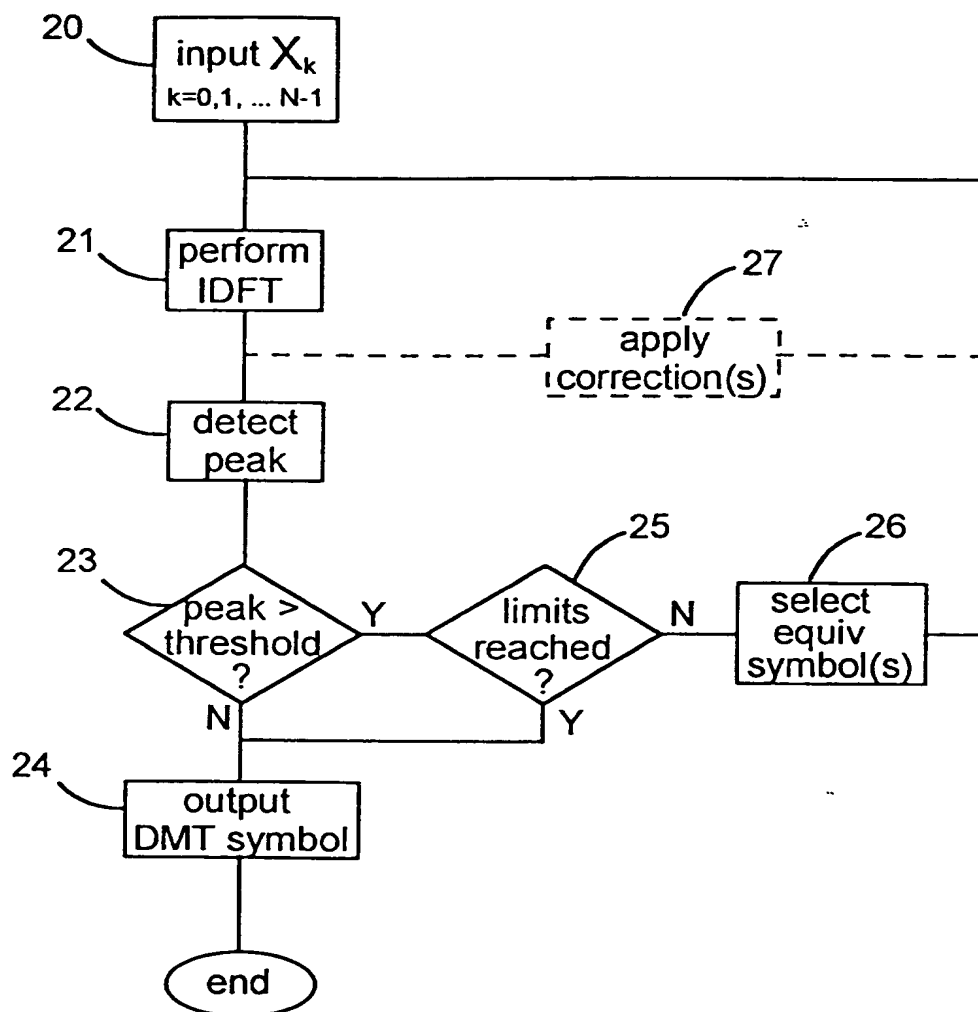 20
input Xk
k=0,1, ... N-1
21
perform
IDFT
27
apply
correction(s)
22
detect
peak
23
peak >
threshold
?
Y
N
25
limits
reached
?
N
Y
26
select
equiv
symbol(s)
24
output
DMT symbol
end